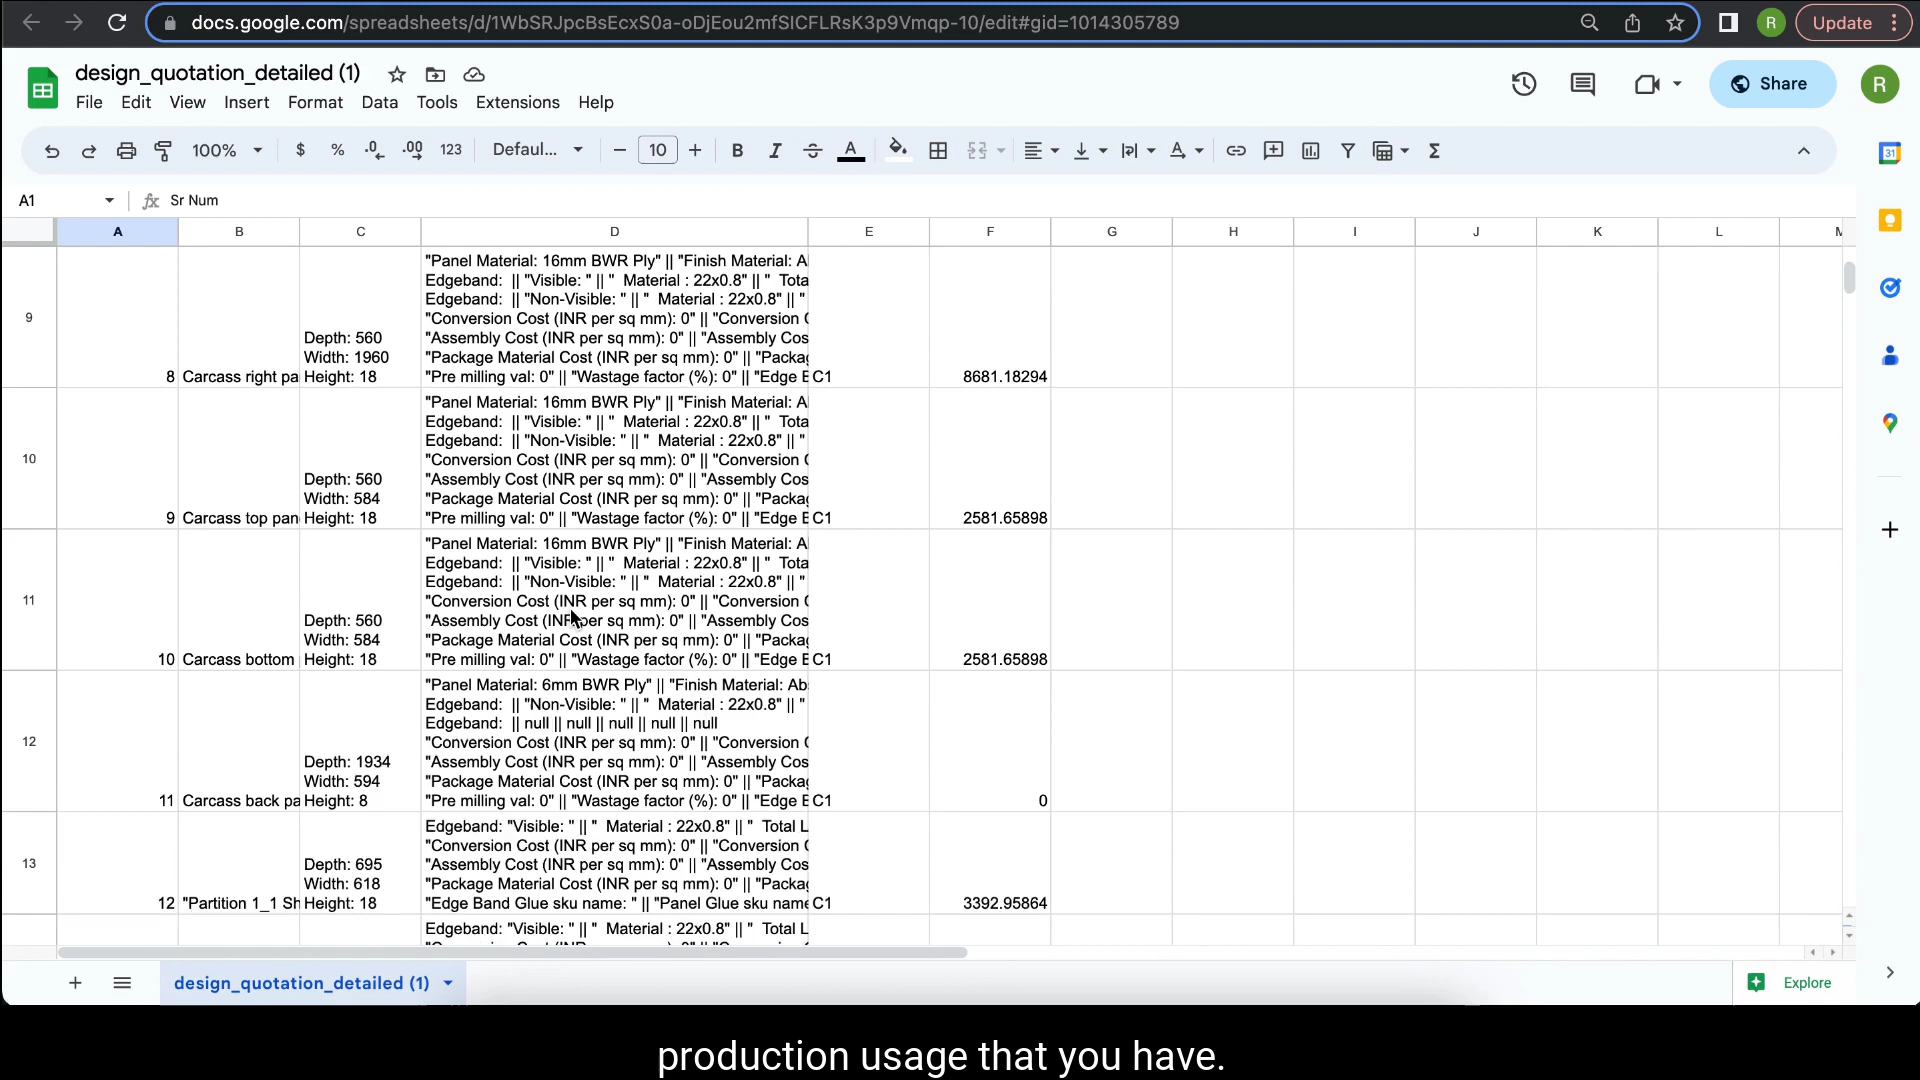 docs.google.com/spreadsheets/d/1WbSRJpcBsEcxS0a-oDjEou2mfSlCFLRsK3p9Vmqp-10/edit#gid=1014305789
R
Update
design_quotation_detailed (1)
File Edit View Insert Format Data Tools Extensions Help
Share
R
100% $ % .0 .00 123 Defaul... 10 B I S A
31
A1 fx Sr Num
A B C D E F G H I J K L
9
"Panel Material: 16mm BWR Ply" || "Finish Material: A
Edgeband: || "Visible: " || " Material : 22x0.8" || " Tota
Edgeband: || "Non-Visible: " || " Material : 22x0.8" || "
"Conversion Cost (INR per sq mm): 0" || "Conversion
Depth: 560 "Assembly Cost (INR per sq mm): 0" || "Assembly Cos
Width: 1960 "Package Material Cost (INR per sq mm): 0" || "Packag
8 Carcass right pa Height: 18 "Pre milling val: 0" || "Wastage factor (%): 0" || "Edge E C1 8681.18294
10
"Panel Material: 16mm BWR Ply" || "Finish Material: A
Edgeband: || "Visible: " || " Material : 22x0.8" || " Tota
Edgeband: || "Non-Visible: " || " Material : 22x0.8" || "
"Conversion Cost (INR per sq mm): 0" || "Conversion
Depth: 560 "Assembly Cost (INR per sq mm): 0" || "Assembly Cos
Width: 584 "Package Material Cost (INR per sq mm): 0" || "Packag
9 Carcass top pan Height: 18 "Pre milling val: 0" || "Wastage factor (%): 0" || "Edge E C1 2581.65898
11
"Panel Material: 16mm BWR Ply" || "Finish Material: A
Edgeband: || "Visible: " || " Material : 22x0.8" || " Tota
Edgeband: || "Non-Visible: " || " Material : 22x0.8" || "
"Conversion Cost (INR per sq mm): 0" || "Conversion
Depth: 560 "Assembly Cost (INR per sq mm): 0" || "Assembly Cos
Width: 584 "Package Material Cost (INR per sq mm): 0" || "Packag
10 Carcass bottom Height: 18 "Pre milling val: 0" || "Wastage factor (%): 0" || "Edge E C1 2581.65898
12
"Panel Material: 6mm BWR Ply" || "Finish Material: Ab
Edgeband: || "Non-Visible: " || " Material : 22x0.8" || "
Edgeband: || null || null || null || null || null
"Conversion Cost (INR per sq mm): 0" || "Conversion
Depth: 1934 "Assembly Cost (INR per sq mm): 0" || "Assembly Cos
Width: 594 "Package Material Cost (INR per sq mm): 0" || "Packag
11 Carcass back pa Height: 8 "Pre milling val: 0" || "Wastage factor (%): 0" || "Edge E C1 0
13
Edgeband: "Visible: " || " Material : 22x0.8" || " Total L
"Conversion Cost (INR per sq mm): 0" || "Conversion
Depth: 695 "Assembly Cost (INR per sq mm): 0" || "Assembly Cos
Width: 618 "Package Material Cost (INR per sq mm): 0" || "Packag
12 "Partition 1_1 Sh Height: 18 "Edge Band Glue sku name: " || "Panel Glue sku name C1 3392.95864
Edgeband: "Visible: " || " Material : 22x0.8" || " Total L
design_quotation_detailed (1)
Explore
production usage that you have.